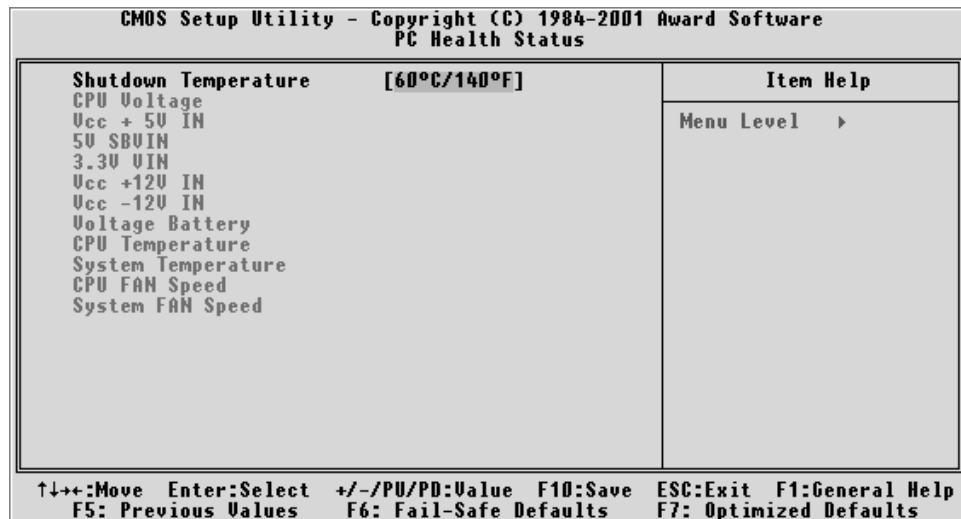 CMOS Setup Utility - Copyright (C) 1984-2001 Award Software
PC Health Status
Shutdown Temperature [60ºC/140ºF]
CPU Voltage
Vcc + 5V IN
5V SBVIN
3.3V VIN
Vcc +12V IN
Vcc -12V IN
Voltage Battery
CPU Temperature
System Temperature
CPU FAN Speed
System FAN Speed
Item Help
Menu Level ▸
↑↓→←:Move Enter:Select +/-/PU/PD:Value F10:Save ESC:Exit F1:General Help
F5: Previous Values F6: Fail-Safe Defaults F7: Optimized Defaults